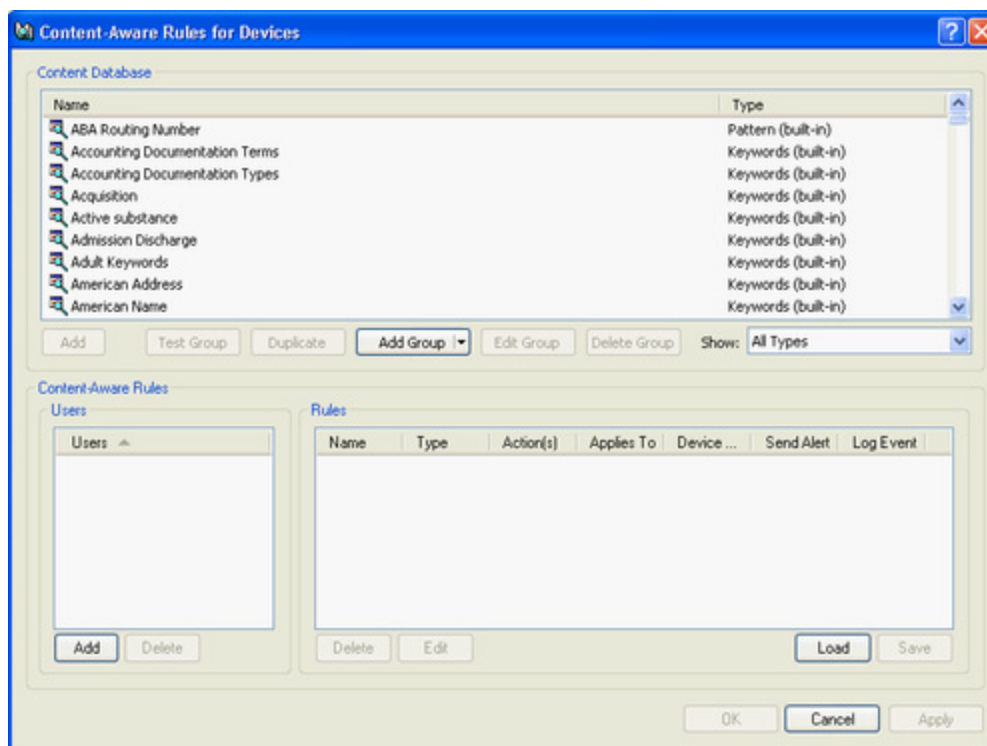 Content-Aware Rules for Devices
Content Database
Name Type
ABA Routing Number Pattern (built-in)
Accounting Documentation Terms Keywords (built-in)
Accounting Documentation Types Keywords (built-in)
Acquisition Keywords (built-in)
Active substance Keywords (built-in)
Admission Discharge Keywords (built-in)
Adult Keywords Keywords (built-in)
American Address Keywords (built-in)
American Name Keywords (built-in)
Add Test Group Duplicate Add Group Edit Group Delete Group Show: All Types
Content-Aware Rules
Users Rules
Users Name Type Action(s) Applies To Device ... Send Alert Log Event
Add Delete Delete Edit Load Save
OK Cancel Apply